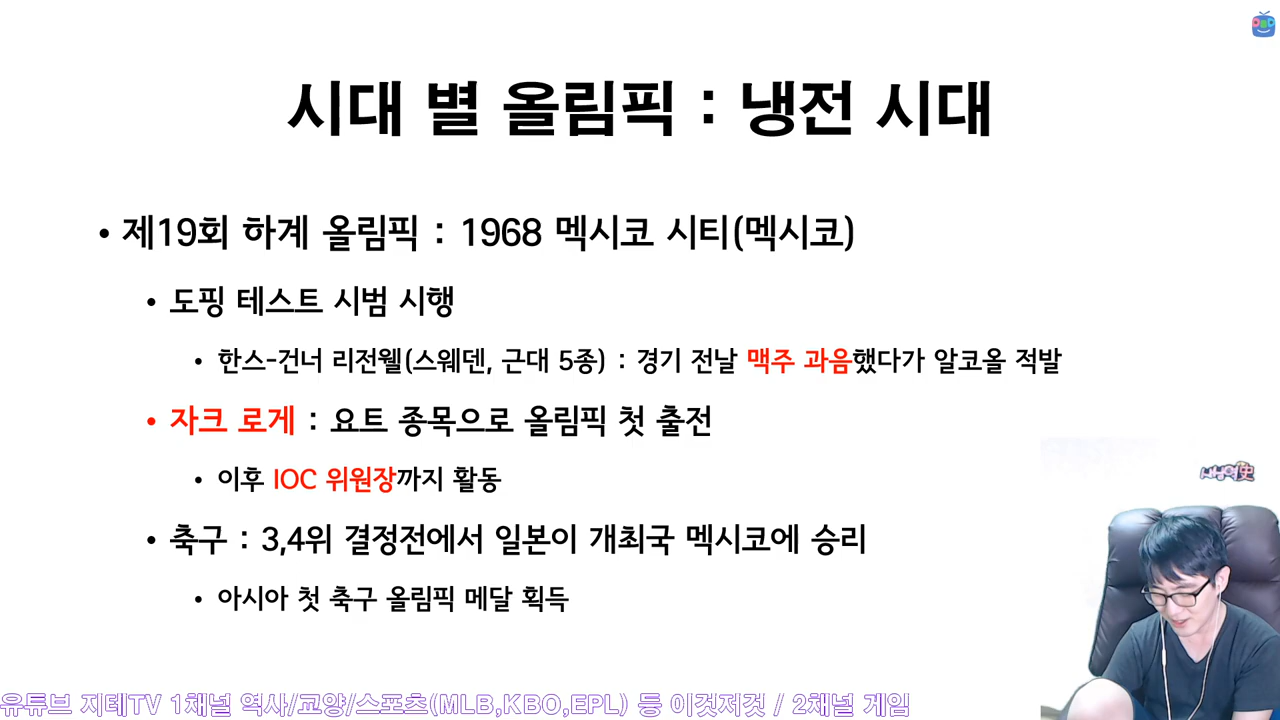 DBD
시대 별 올림픽 : 냉전 시대
• 제19회 하계 올림픽 : 1968 멕시코 시티(멕시코)
• 도핑 테스트 시범 시행
• 한스-건너 리전웰(스웨덴, 근대 5종) : 경기 전날 맥주 과음했다가 알코올 적발
• 자크 로게 : 요트 종목으로 올림픽 첫 출전
• 이후 IOC 위원장까지 활동
• 축구 : 3,4위 결정전에서 일본이 개최국 멕시코에 승리
• 아시아 첫 축구 올림픽 메달 획득
유튜브 지테TV 1채널 역사/교양/스포츠(MLB,KBO,EPL) 등 이것저것 / 2채널 게임